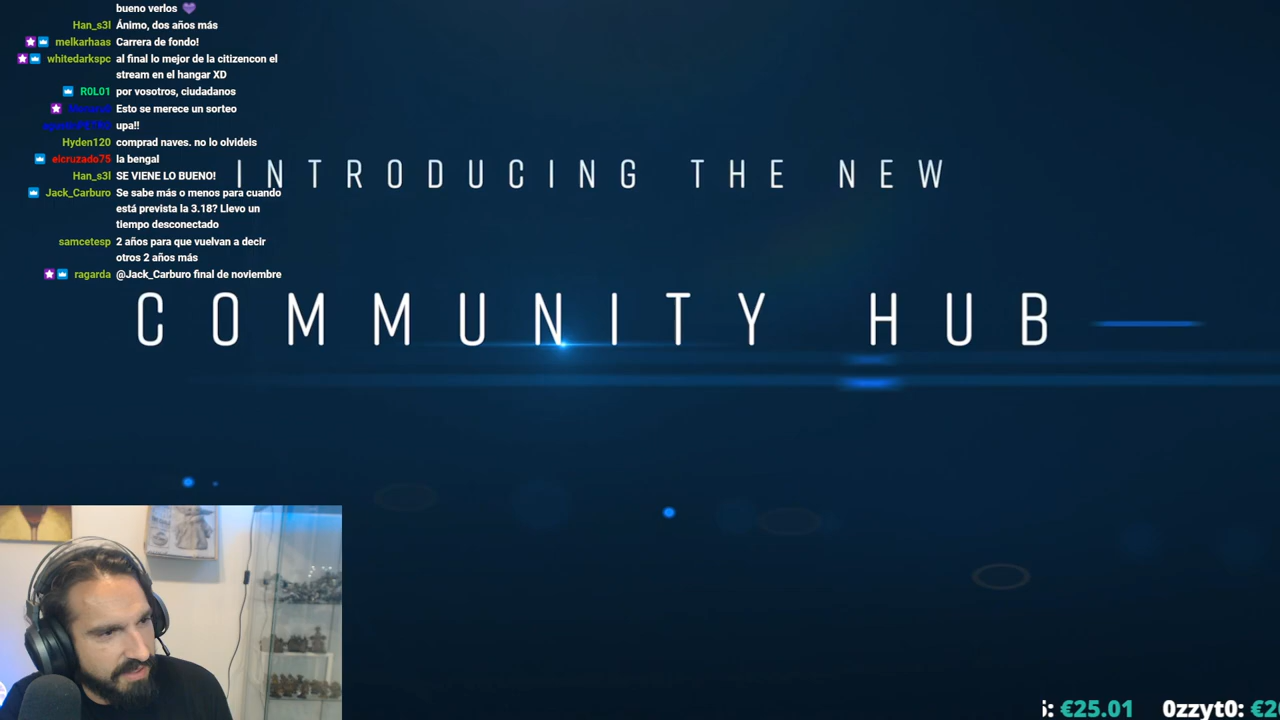 bueno verlos
Han_s3l Ánimo, dos años más
melkarhaas Carrera de fondo!
whitedarkspc al final lo mejor de la citizencon el
stream en el hangar XD
R0L01 por vosotros, ciudadanos
Esto se merece un sorteo
upa!!
Hyden120 comprad naves. no lo olvideis
elcruzado75 la bengal
Han_s3l SE VIENE LO BUENO!
Jack_Carburo Se sabe más o menos para cuando
está prevista la 3.18? Llevo un
tiempo desconectado
samcetesp 2 años para que vuelvan a decir
otros 2 años más
ragarda @Jack_Carburo final de noviembre
INTRODUCING THE NEW
COMMUNITY HUB
: €25.01 0zzyt0: €2